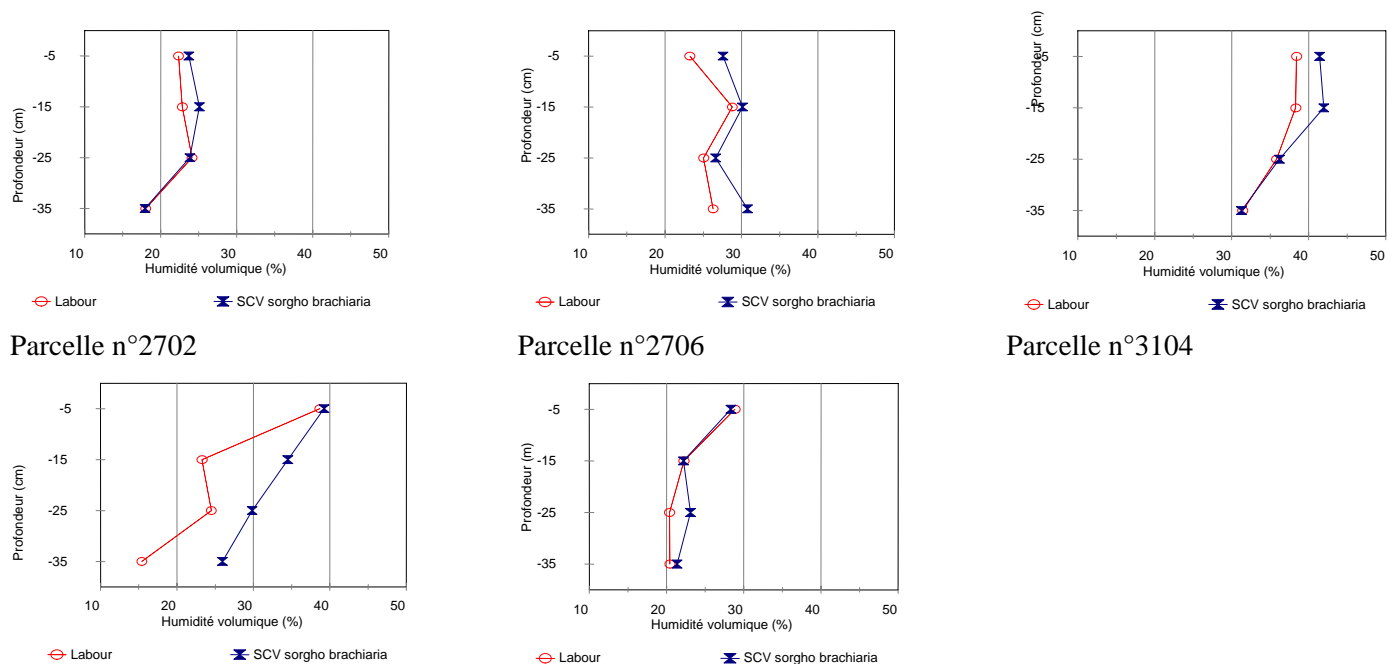 -5
-15
-25
-35
Profondeur (cm)
10 20 30 40 50
Humidité volumique (%)
Labour SCV sorgho brachiaria
-5
-15
-25
-35
Profondeur (cm)
10 20 30 40 50
Humidité volumique (%)
Labour SCV sorgho brachiaria
-5
-15
-25
-35
Profondeur (cm)
10 20 30 40 50
Humidité volumique (%)
Labour SCV sorgho brachiaria
Parcelle n°2702 Parcelle n°2706 Parcelle n°3104
-5
-15
-25
-35
Profondeur (cm)
10 20 30 40 50
Humidité volumique (%)
Labour SCV sorgho brachiaria
-5
-15
-25
-35
Profondeur (m)
10 20 30 40 50
Humidité volumique (%)
Labour SCV sorgho brachiaria